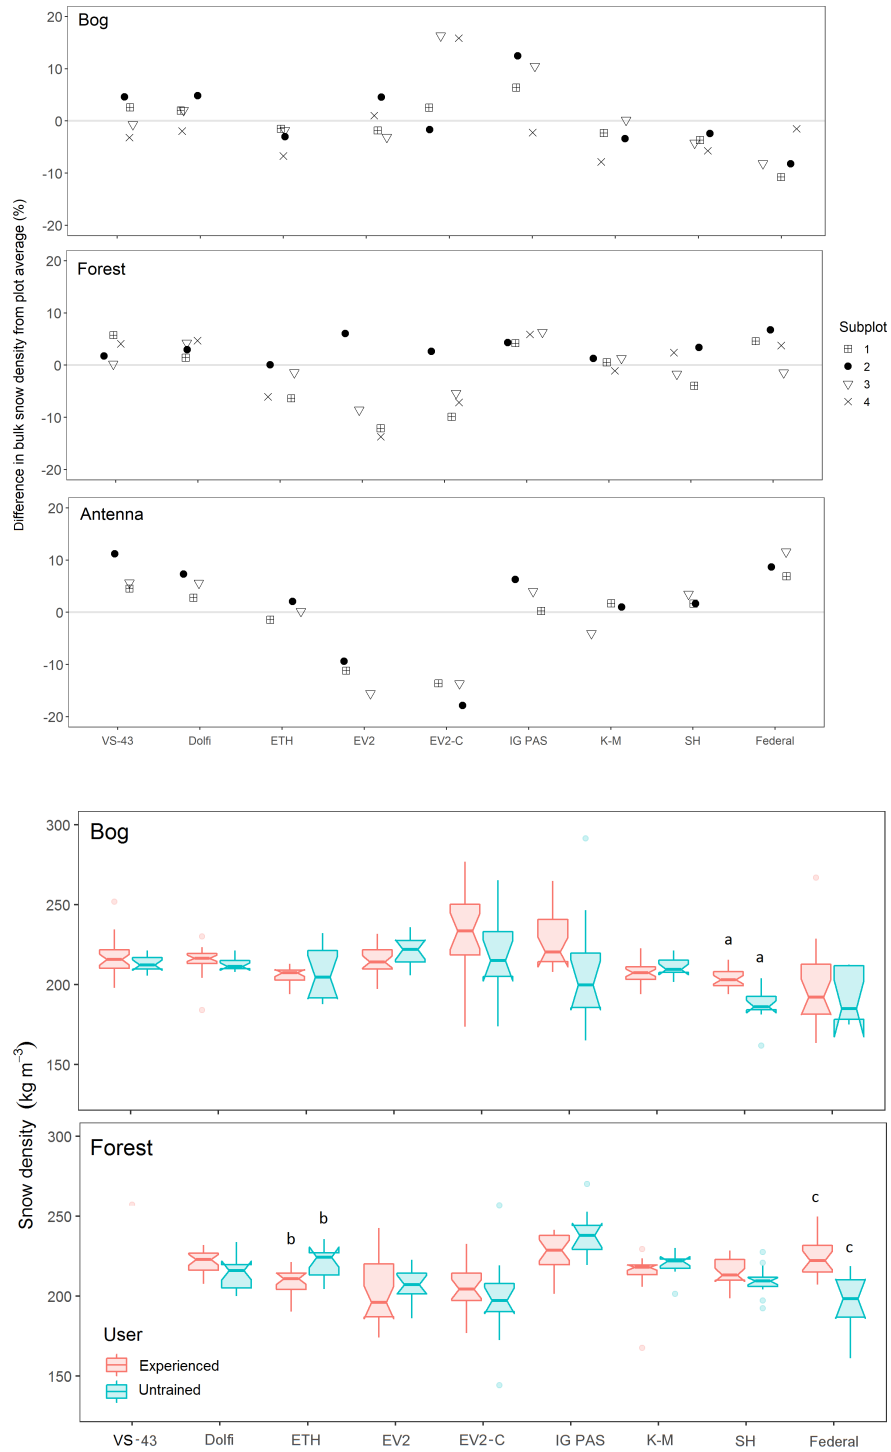 Difference in bulk snow density from plot average (%)
Bog
20
10
0
-10
-20
Forest
20
10
0
-10
-20
Subplot
1
2
3
4
Antenna
20
10
0
-10
-20
VS-43 Dolfi ETH EV2 EV2-C IG PAS K-M SH Federal
Snow density (kg m⁻³)
Bog
300
250
200
150
a
a
Forest
300
250
200
150
b
b
c
c
User
Experienced
Untrained
VS-43 Dolfi ETH EV2 EV2-C IG PAS K-M SH Federal